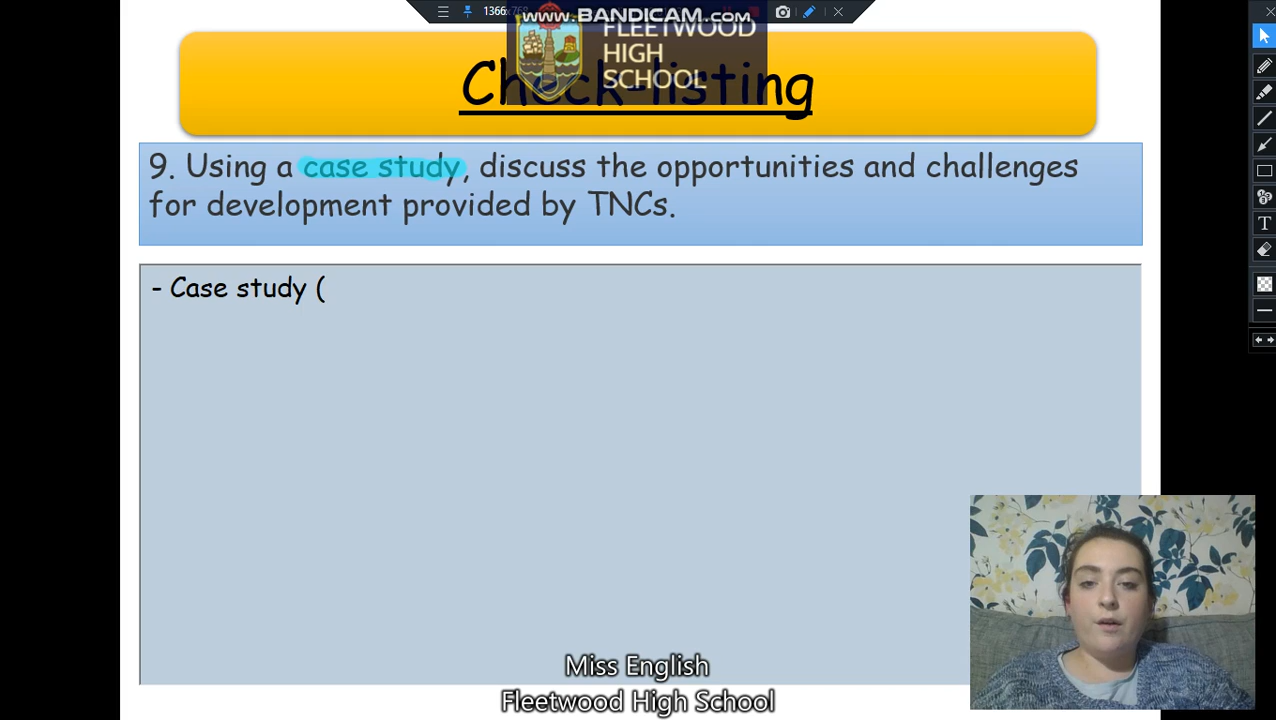 1366x768
www.BANDICAM.com
FLEETWOOD
HIGH
SCHOOL
Check-listing
9. Using a case study, discuss the opportunities and challenges
for development provided by TNCs.
- Case study (
T
Miss English
Fleetwood High School